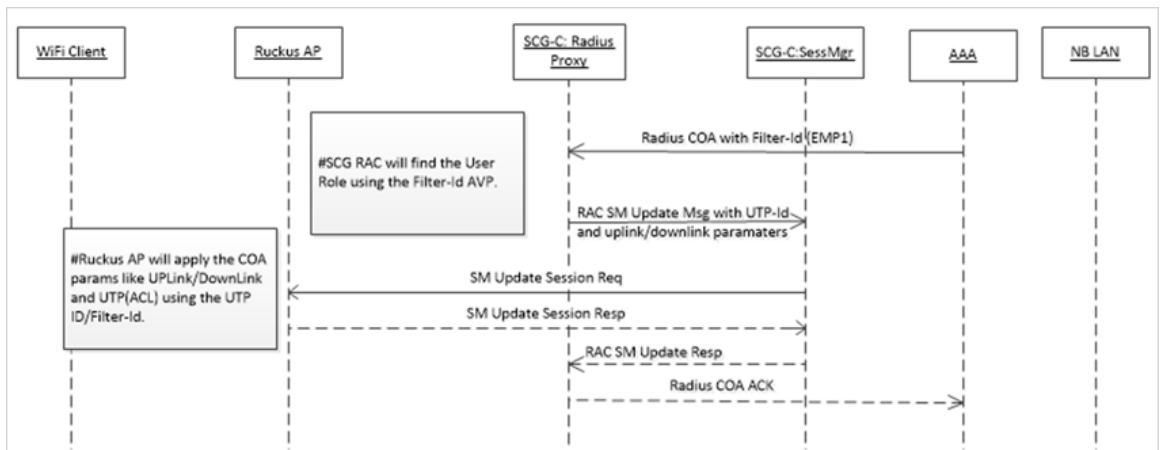 WiFi Client
Ruckus AP
SCG-C: Radius
Proxy
SCG-C:SessMgr
AAA
NB LAN
Radius COA with Filter-Id (EMP1)
#SCG RAC will find the User
Role using the Filter-Id AVP.
RAC SM Update Msg with UTP-Id
and uplink/downlink paramaters
#Ruckus AP will apply the COA
params like UPLink/DownLink
and UTP(ACL) using the UTP
ID/Filter-Id.
SM Update Session Req
SM Update Session Resp
RAC SM Update Resp
Radius COA ACK